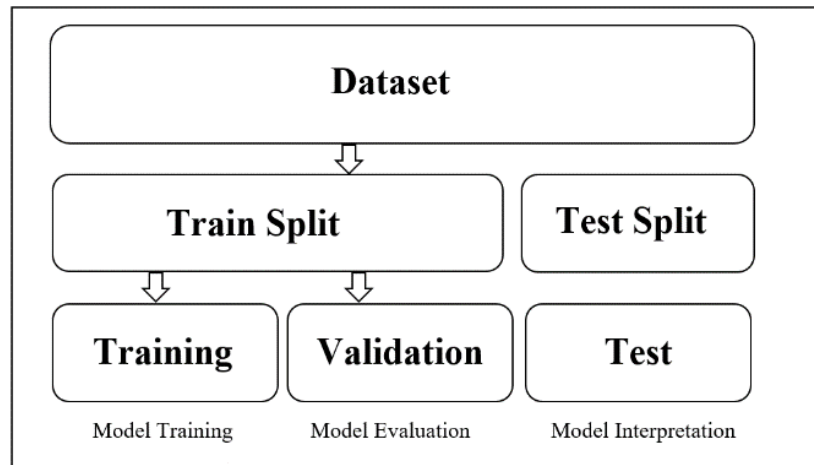 Dataset
Train Split
Test Split
Training
Validation
Test
Model Training
Model Evaluation
Model Interpretation